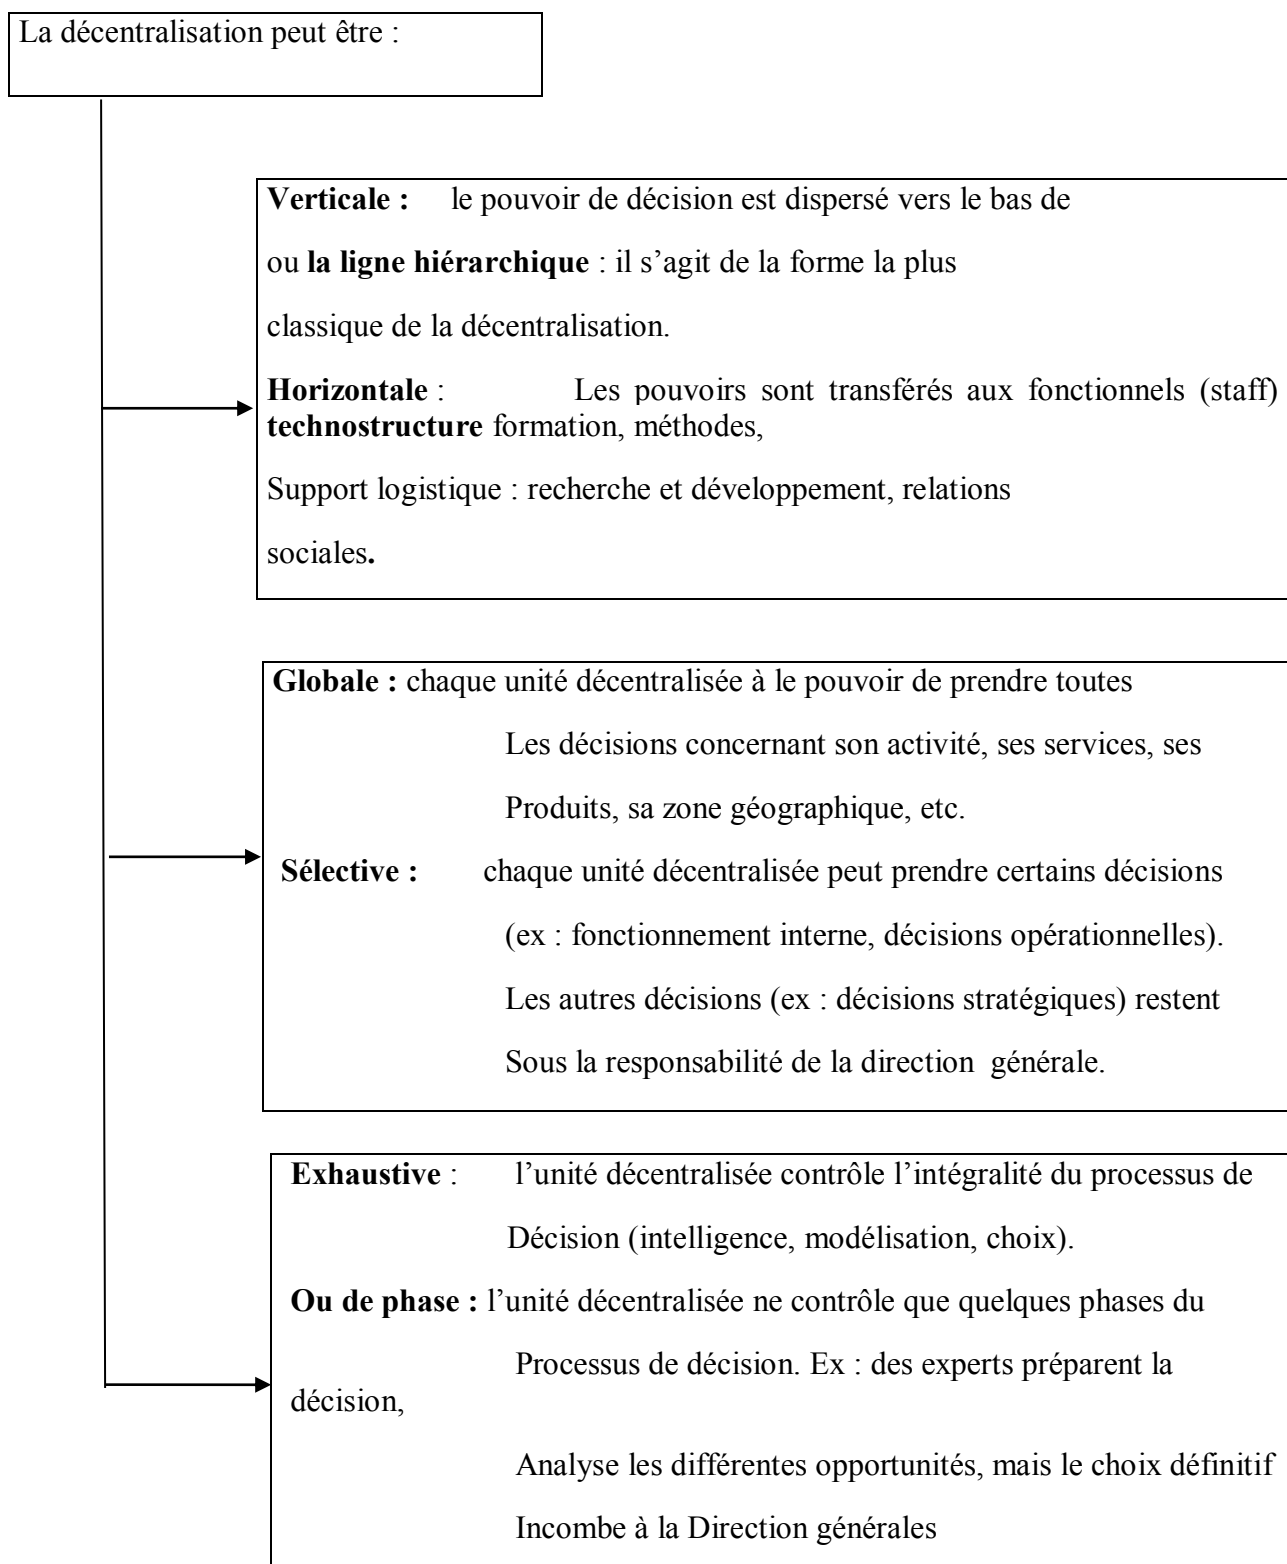 La décentralisation peut être :
Verticale : le pouvoir de décision est dispersé vers le bas de
ou la ligne hiérarchique : il s’agit de la forme la plus
classique de la décentralisation.
Horizontale : Les pouvoirs sont transférés aux fonctionnels (staff)
technostructure formation, méthodes,
Support logistique : recherche et développement, relations
sociales.
Globale : chaque unité décentralisée à le pouvoir de prendre toutes
Les décisions concernant son activité, ses services, ses
Produits, sa zone géographique, etc.
Sélective : chaque unité décentralisée peut prendre certains décisions
(ex : fonctionnement interne, décisions opérationnelles).
Les autres décisions (ex : décisions stratégiques) restent
Sous la responsabilité de la direction générale.
Exhaustive : l’unité décentralisée contrôle l’intégralité du processus de
Décision (intelligence, modélisation, choix).
Ou de phase : l’unité décentralisée ne contrôle que quelques phases du
Processus de décision. Ex : des experts préparent la
décision,
Analyse les différentes opportunités, mais le choix définitif
Incombe à la Direction générales